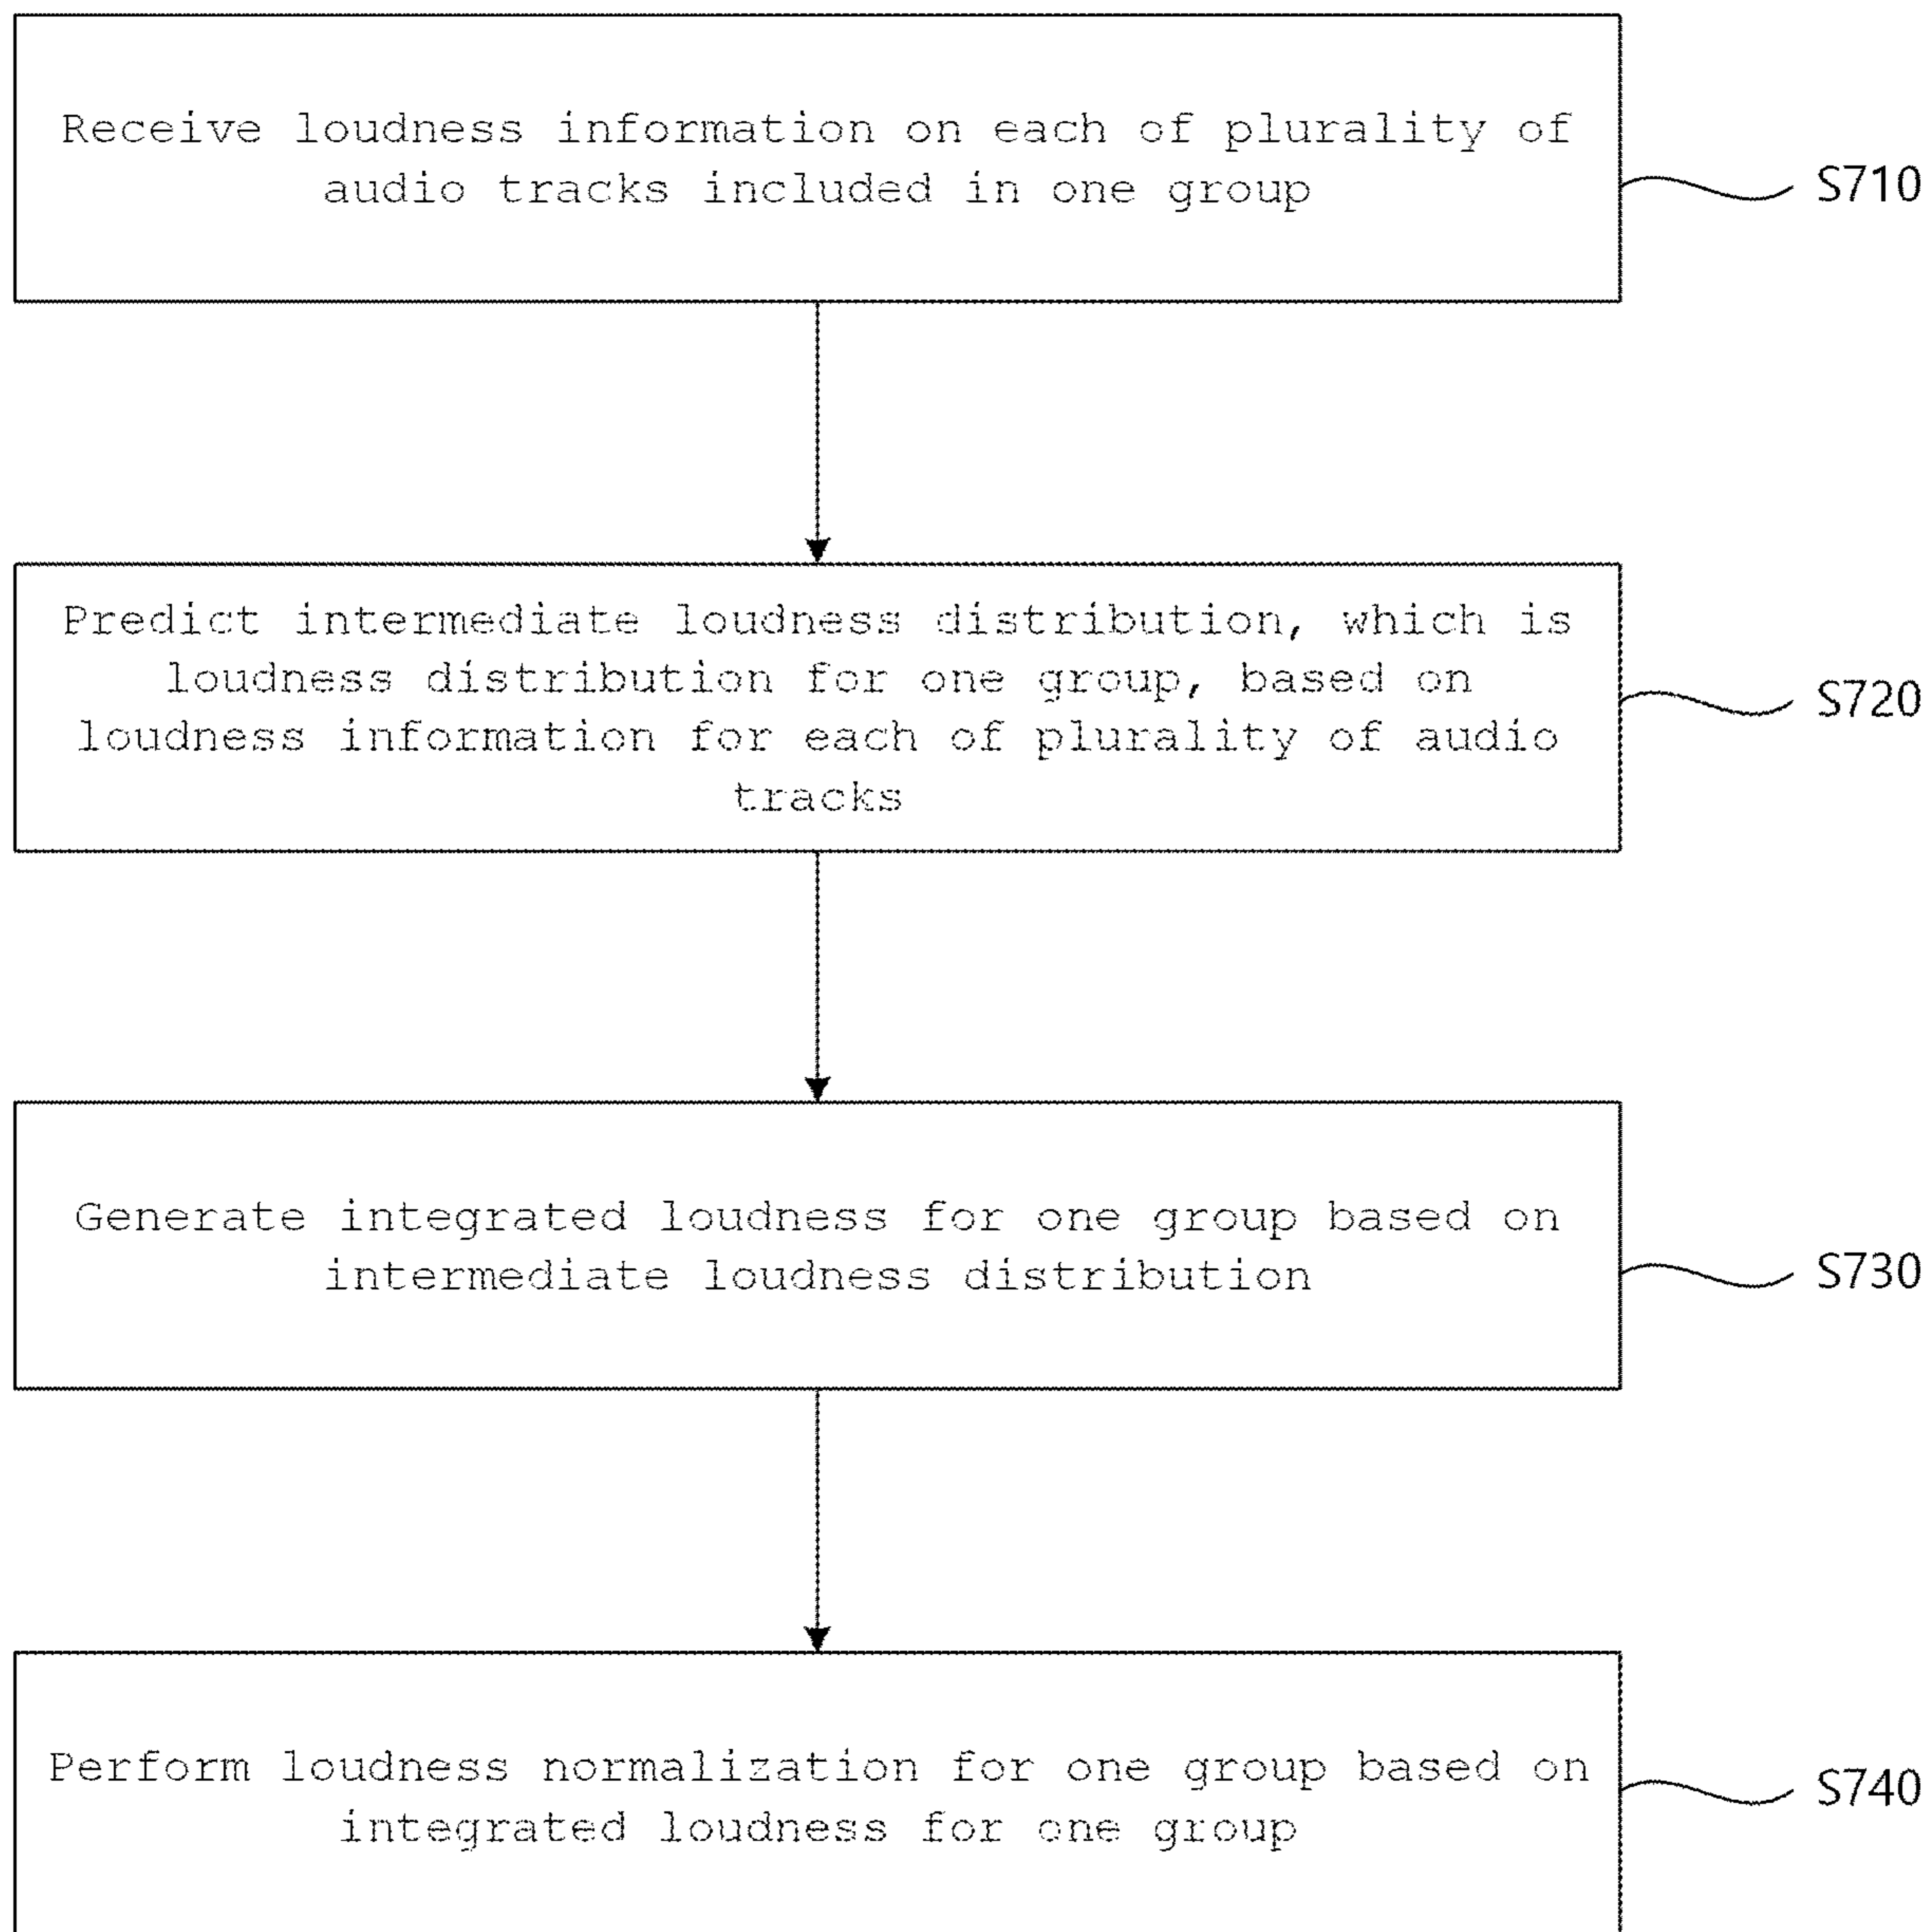 Receive loudness information on each of plurality of
audio tracks included in one group
S710
Predict intermediate loudness distribution, which is
loudness distribution for one group, based on
loudness information for each of plurality of audio
tracks
S720
Generate integrated loudness for one group based on
intermediate loudness distribution
S730
Perform loudness normalization for one group based on
integrated loudness for one group
S740